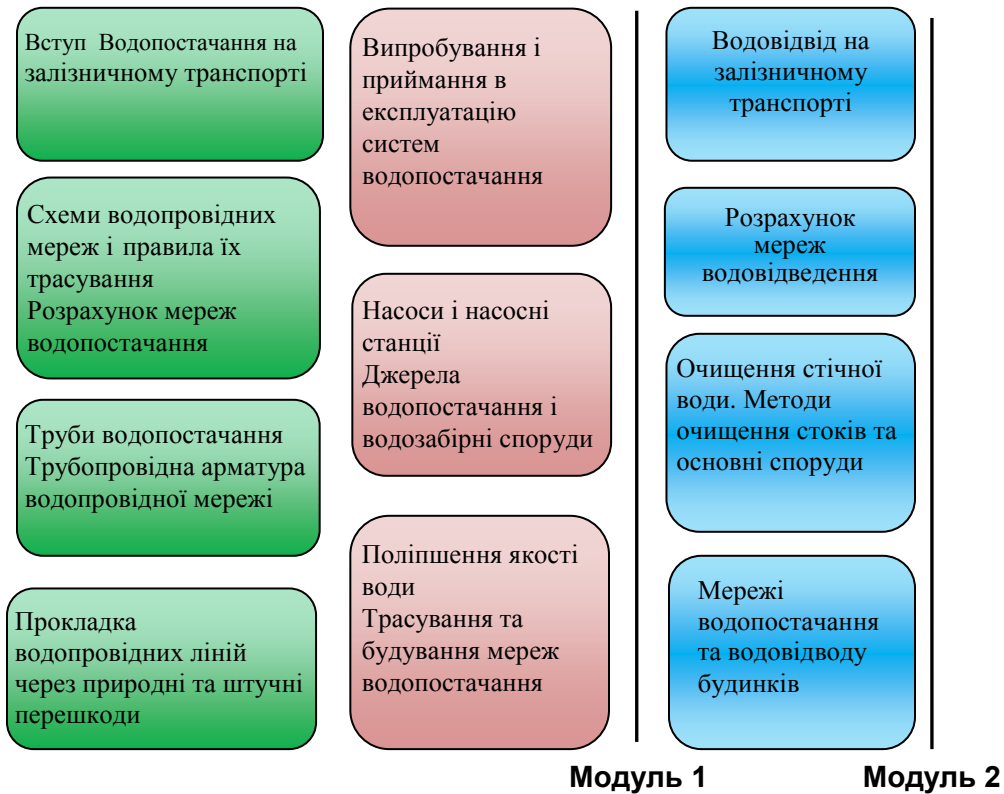 Вступ  Водопостачання на
залізничному транспорті
Схеми водопровідних
мереж і правила їх
трасування
Розрахунок мереж
водопостачання
Труби водопостачання
Трубопровідна арматура
водопровідної мережі
Прокладка
водопровідних ліній
через природні та штучні
перешкоди
Випробування і
приймання в
експлуатацію
систем
водопостачання
Насоси і насосні
станції
Джерела
водопостачання і
водозабірні споруди
Поліпшення якості
води
Трасування та
будування мереж
водопостачання
Водовідвід на
залізничному
транспорті
Розрахунок
мереж
водовідведення
Очищення стічної
води. Методи
очищення стоків та
основні споруди
Мережі
водопостачання
та водовідводу
будинків
Модуль 1
Модуль 2